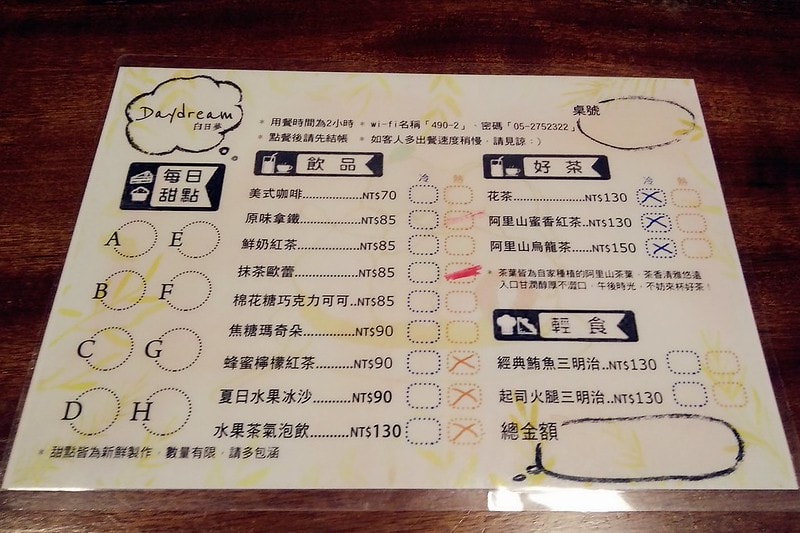 Daydream
白日夢
* 用餐時間為2小時 * wi-fi名稱「490-2」、密碼「05-2752322」
* 點餐後請先結帳 * 如客人多出餐速度稍慢，請見諒：）
桌號
每日
甜點
A E
B F
C G
D H
* 甜點皆為新鮮製作，數量有限，請多包涵
飲品 冷 熱
美式咖啡..............NT$70
原味拿鐵..............NT$85
鮮奶紅茶..............NT$85
抹茶歐蕾..............NT$85
棉花糖巧克力可可..NT$85
焦糖瑪奇朵...........NT$90
蜂蜜檸檬紅茶.........NT$90
夏日水果冰沙.........NT$90
水果茶氣泡飲.........NT$130
好茶 冷 熱
花茶....................NT$130
阿里山蜜香紅茶..NT$130
阿里山烏龍茶.....NT$150
* 茶葉皆為自家種植的阿里山茶葉，茶香清雅悠遠
入口甘潤醇厚不澀口，午後時光，不妨來杯好茶！
輕食
經典鮪魚三明治..NT$130
起司火腿三明治..NT$130
總金額